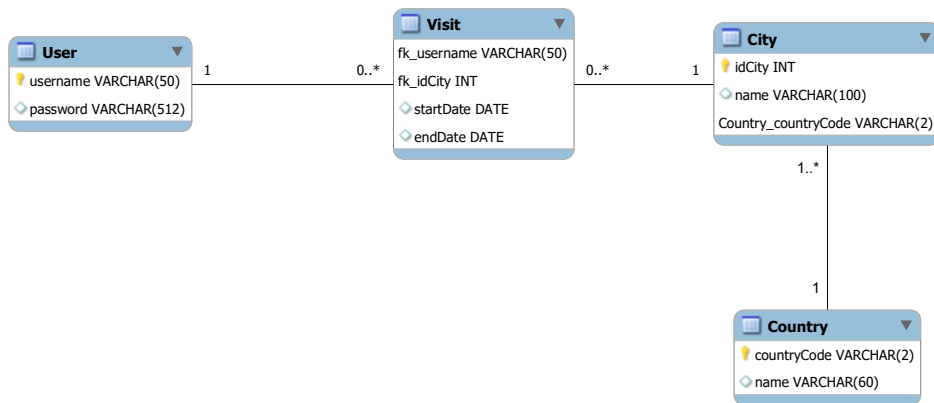 User
username VARCHAR(50)
password VARCHAR(512)
1
0..*
Visit
fk_username VARCHAR(50)
fk_idCity INT
startDate DATE
endDate DATE
0..*
1
City
idCity INT
name VARCHAR(100)
Country_countryCode VARCHAR(2)
1..*
1
Country
countryCode VARCHAR(2)
name VARCHAR(60)